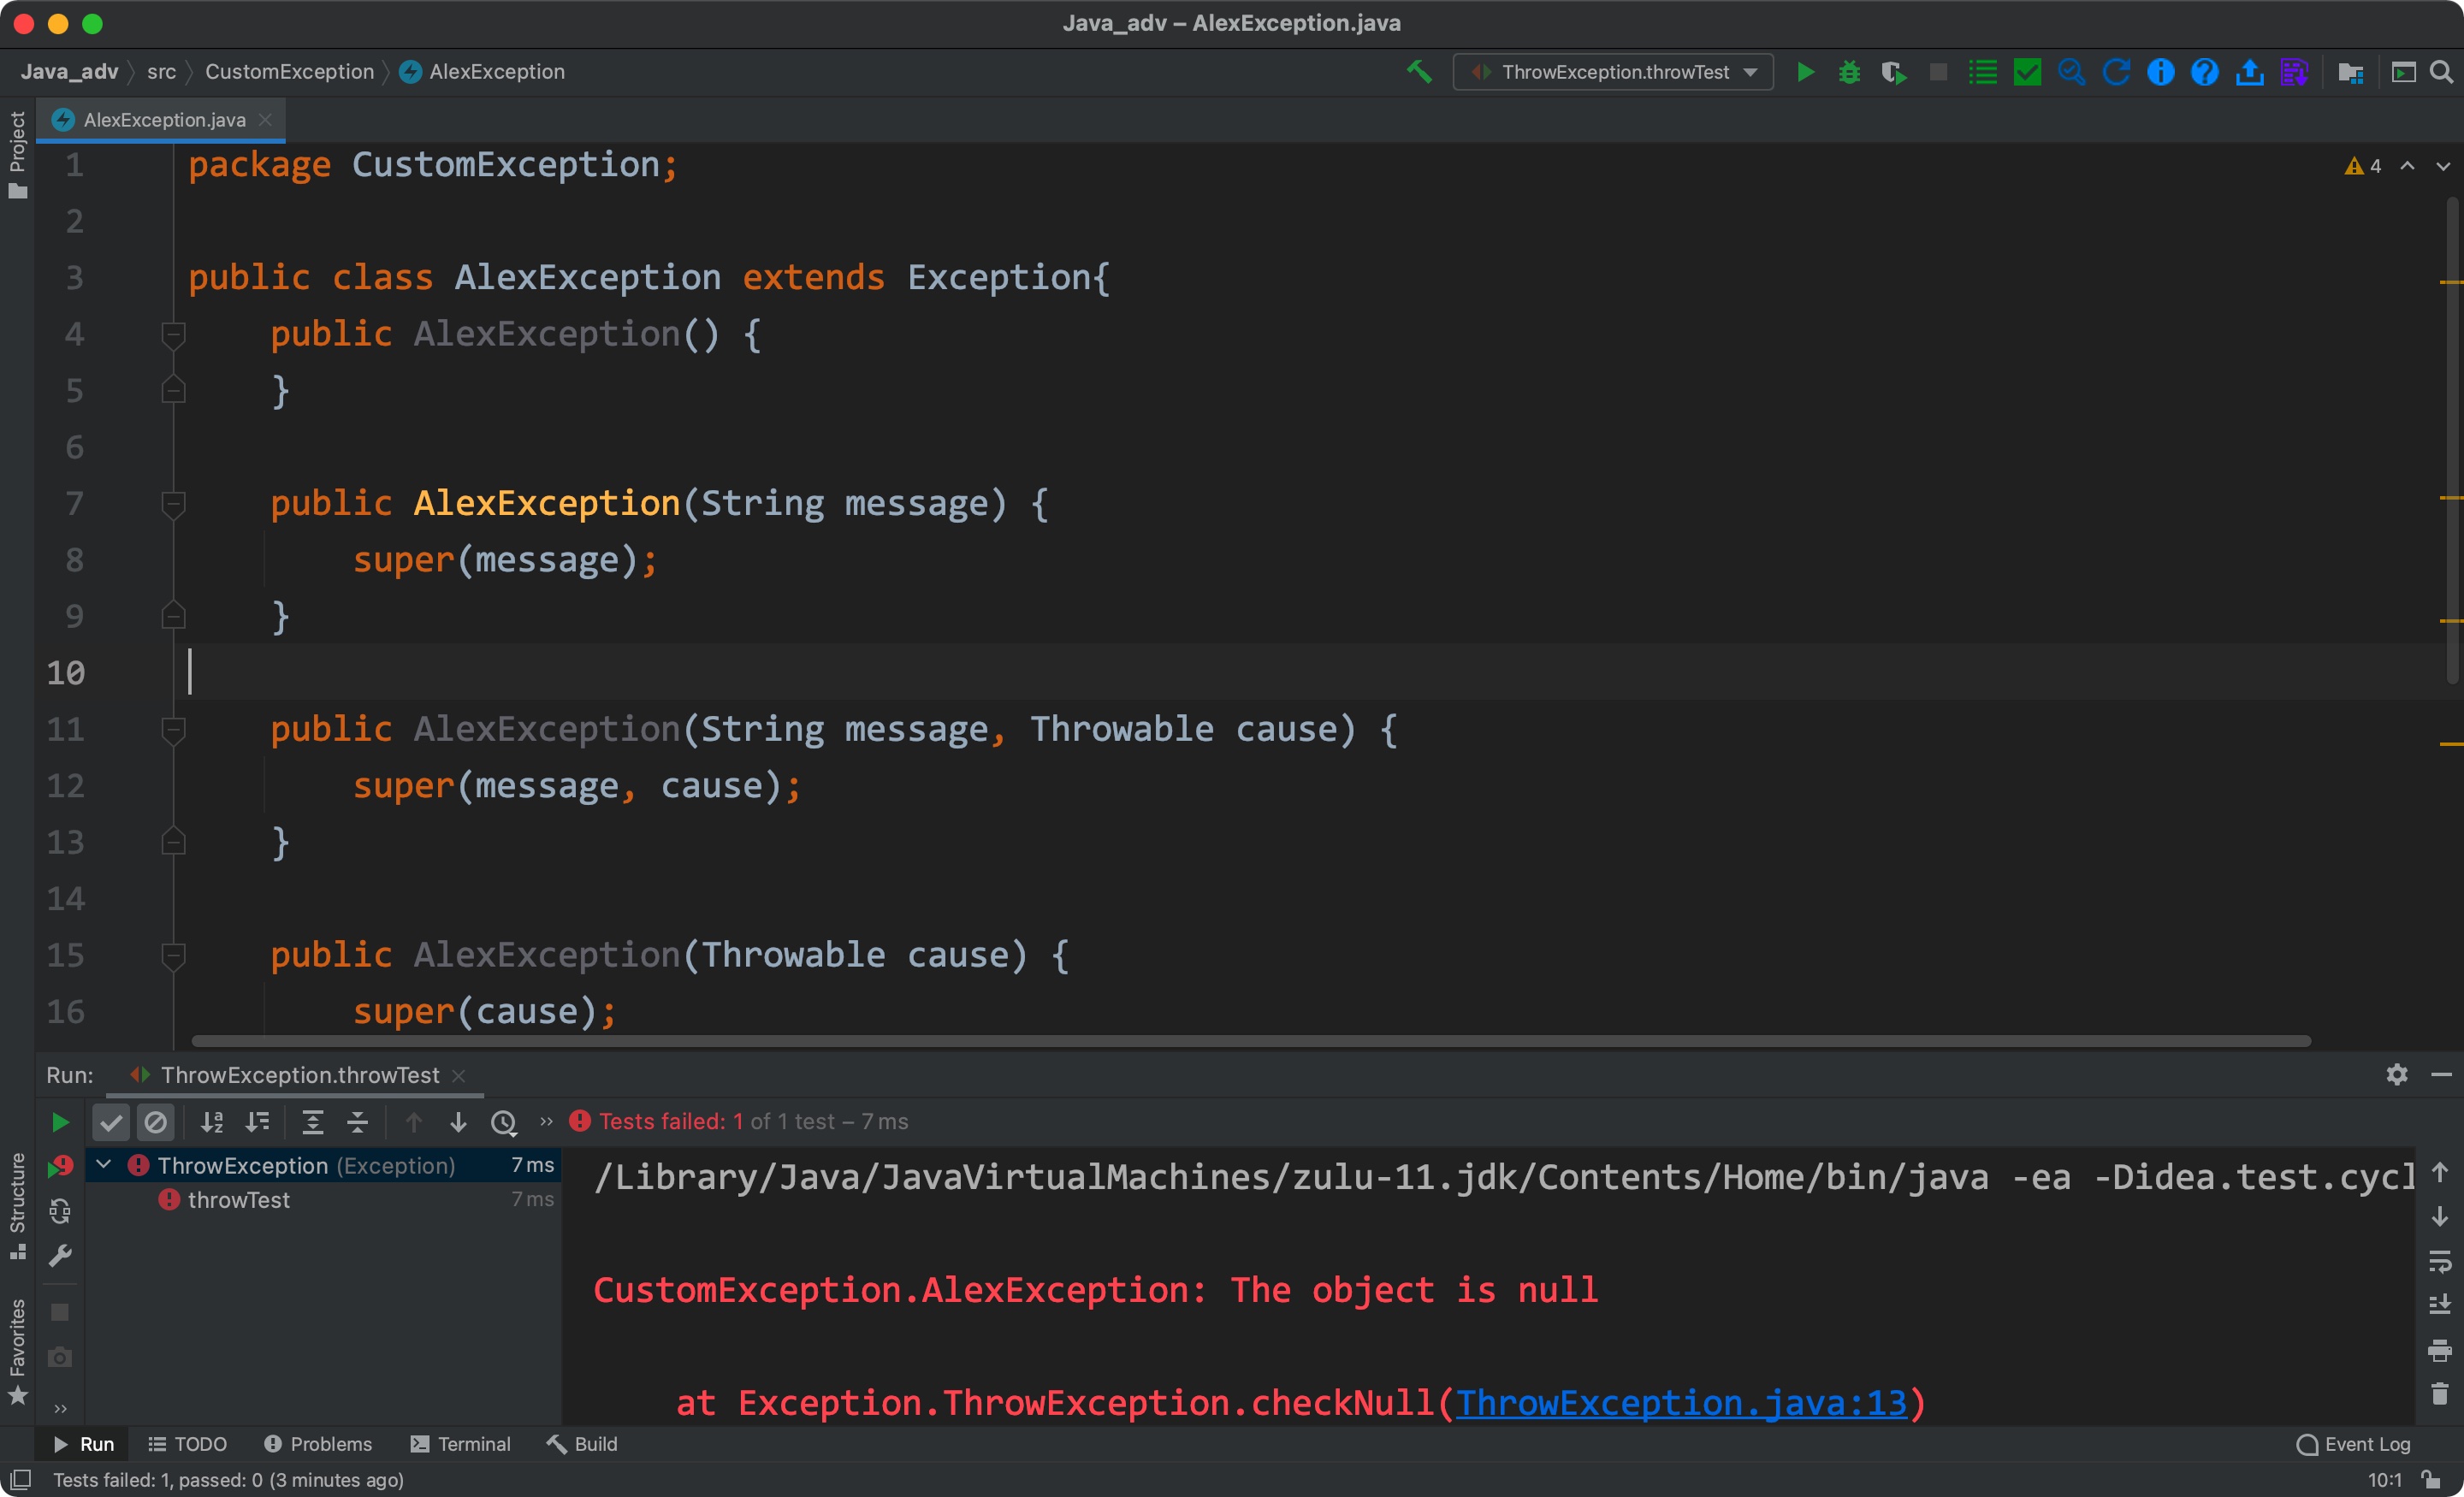 Java_adv – AlexException.java
Java_adv src CustomException AlexException
ThrowException.throwTest
Project
AlexException.java
4
1 package CustomException;
2
3 public class AlexException extends Exception{
4 public AlexException() {
5 }
6
7 public AlexException(String message) {
8 super(message);
9 }
10
11 public AlexException(String message, Throwable cause) {
12 super(message, cause);
13 }
14
15 public AlexException(Throwable cause) {
16 super(cause);
Run: ThrowException.throwTest
Tests failed: 1 of 1 test – 7 ms
ThrowException (Exception) 7 ms
throwTest 7 ms
/Library/Java/JavaVirtualMachines/zulu-11.jdk/Contents/Home/bin/java -ea -Didea.test.cycl
CustomException.AlexException: The object is null
at Exception.ThrowException.checkNull(ThrowException.java:13)
Structure
Favorites
Run TODO Problems Terminal Build
Event Log
Tests failed: 1, passed: 0 (3 minutes ago)
10:1